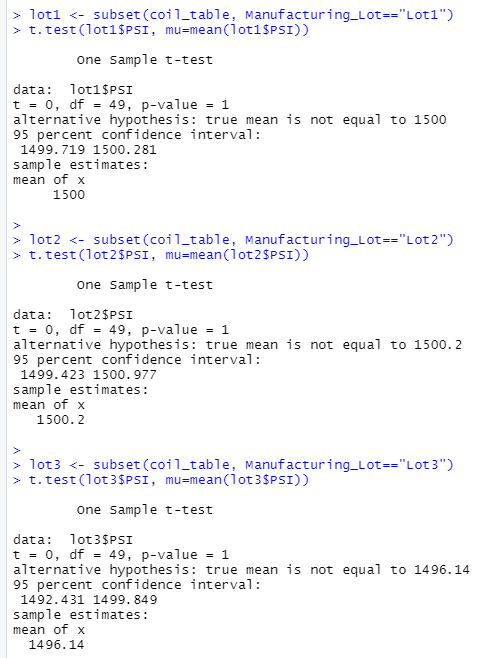 > lot1 <- subset(coil_table, Manufacturing_Lot=="Lot1")
> t.test(lot1$PSI, mu=mean(lot1$PSI))
One Sample t-test
data:  lot1$PSI
t = 0, df = 49, p-value = 1
alternative hypothesis: true mean is not equal to 1500
95 percent confidence interval:
1499.719 1500.281
sample estimates:
mean of x
1500
>
> lot2 <- subset(coil_table, Manufacturing_Lot=="Lot2")
> t.test(lot2$PSI, mu=mean(lot2$PSI))
One Sample t-test
data:  lot2$PSI
t = 0, df = 49, p-value = 1
alternative hypothesis: true mean is not equal to 1500.2
95 percent confidence interval:
1499.423 1500.977
sample estimates:
mean of x
1500.2
>
> lot3 <- subset(coil_table, Manufacturing_Lot=="Lot3")
> t.test(lot3$PSI, mu=mean(lot3$PSI))
One Sample t-test
data:  lot3$PSI
t = 0, df = 49, p-value = 1
alternative hypothesis: true mean is not equal to 1496.14
95 percent confidence interval:
1492.431 1499.849
sample estimates:
mean of x
1496.14